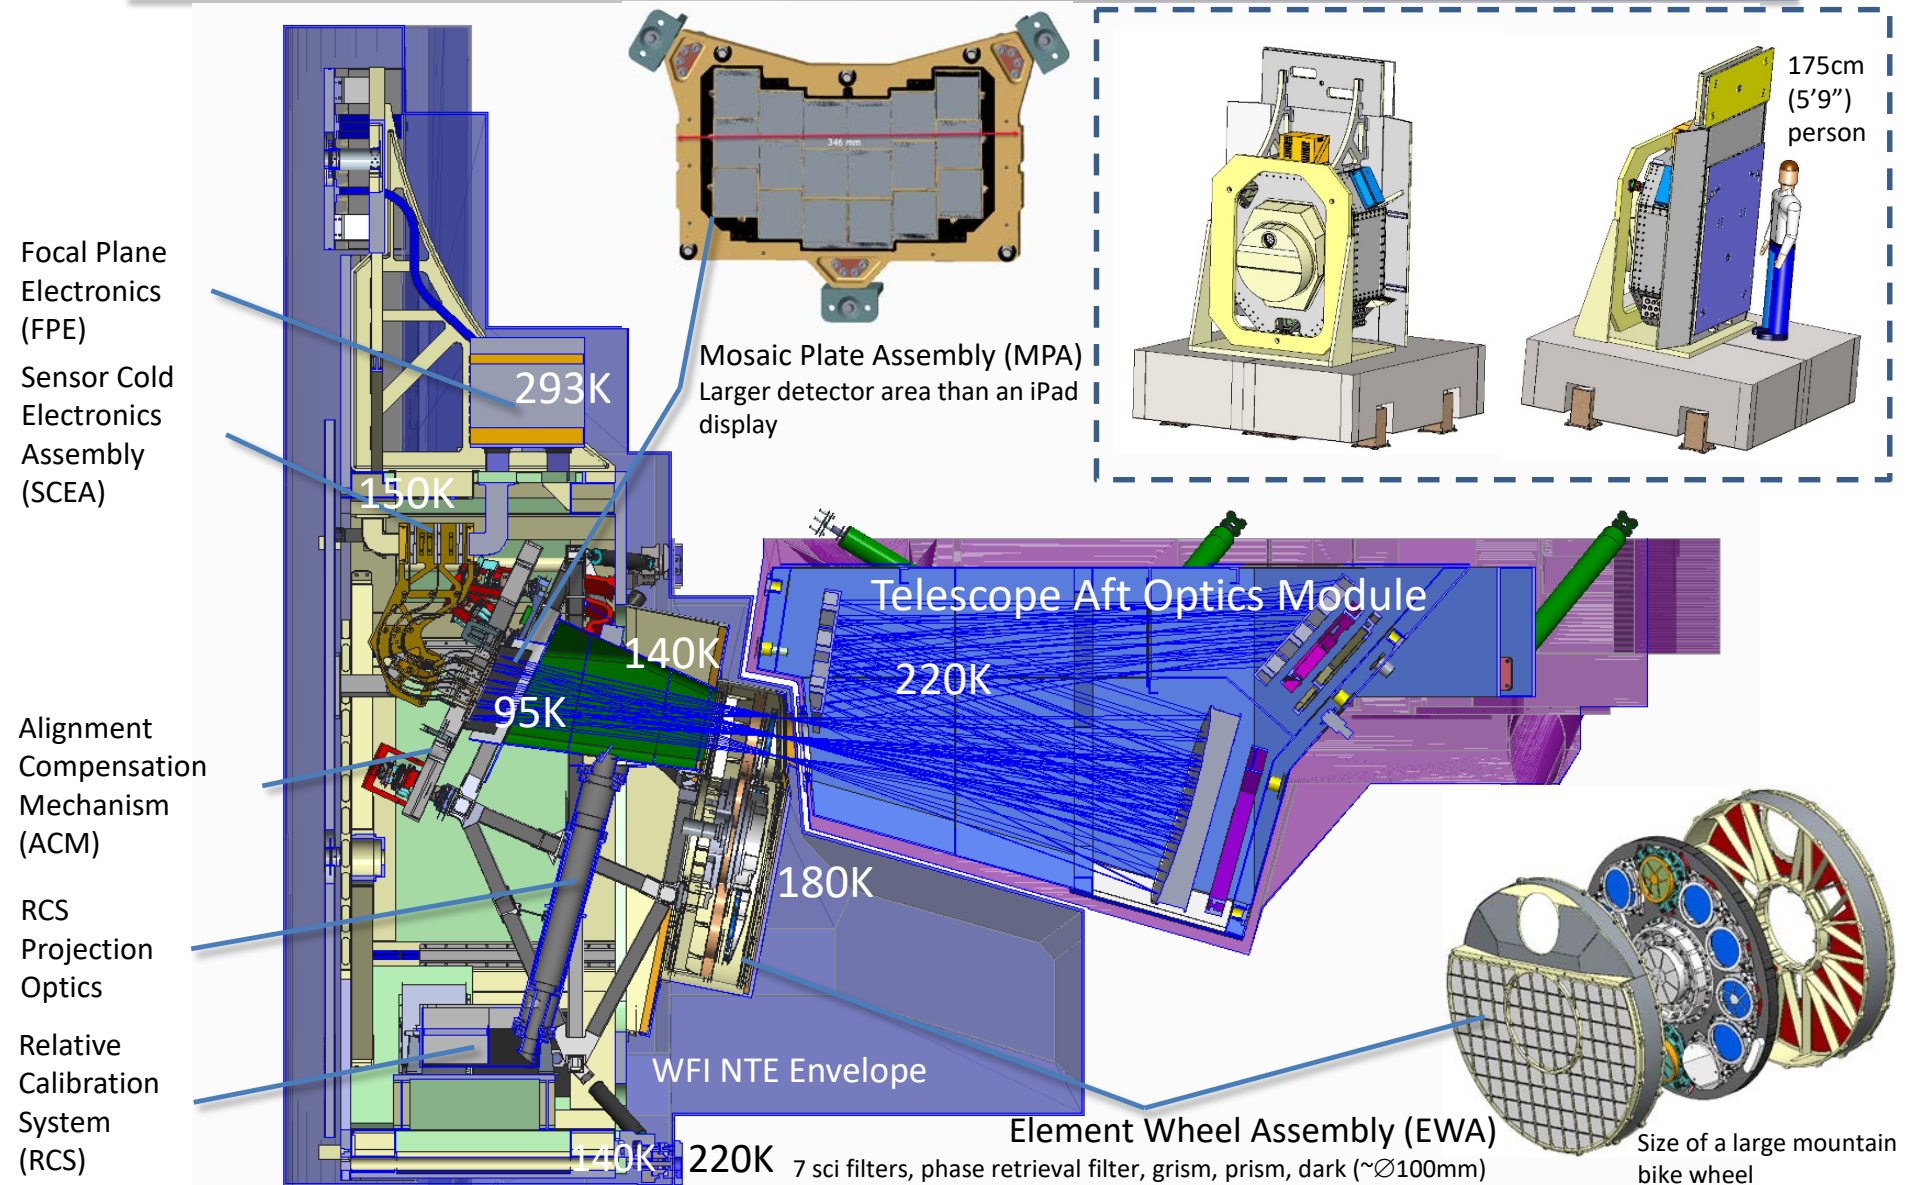 Focal Plane
Electronics
(FPE)
Sensor Cold
Electronics
Assembly
(SCEA)
Alignment
Compensation
Mechanism
(ACM)
RCS
Projection
Optics
Relative
Calibration
System
(RCS)
346 mm
Mosaic Plate Assembly (MPA)
Larger detector area than an iPad
display
175cm
(5’9”)
person
293K
150K
140K
95K
Telescope Aft Optics Module
220K
180K
WFI NTE Envelope
140K
220K
Element Wheel Assembly (EWA)
7 sci filters, phase retrieval filter, grism, prism, dark (~∅100mm)
Size of a large mountain
bike wheel